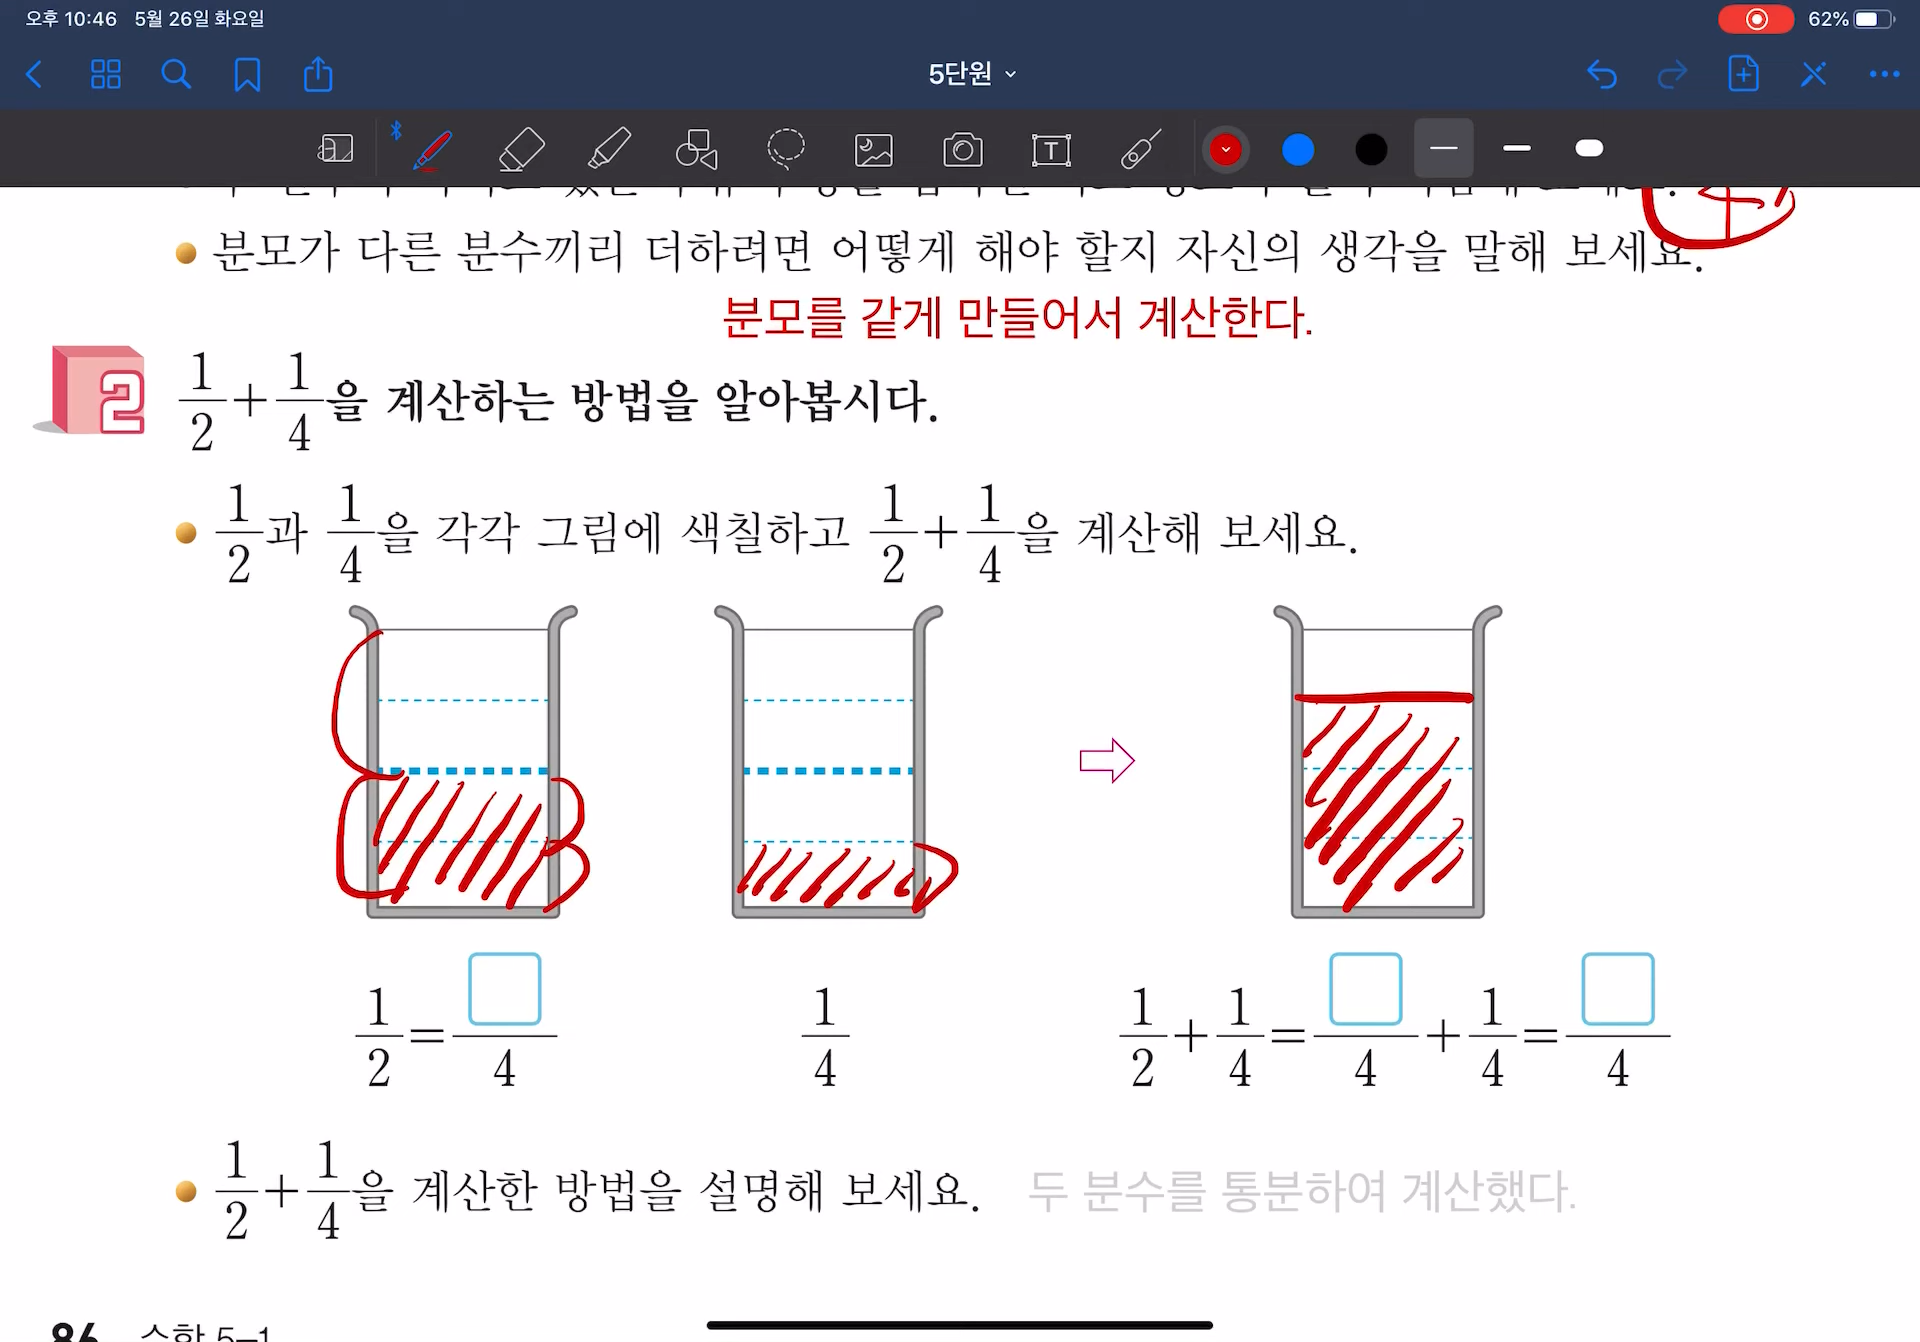 오후 10:46 5월 26일 화요일 62%
5단원
분모가 다른 분수끼리 더하려면 어떻게 해야 할지 자신의 생각을 말해 보세요.
분모를 같게 만들어서 계산한다.
2 1/2+1/4을 계산하는 방법을 알아봅시다.
1/2과 1/4을 각각 그림에 색칠하고 1/2+1/4을 계산해 보세요.
1/2=□/4 1/4 1/2+1/4=□/4+1/4=□/4
1/2+1/4을 계산한 방법을 설명해 보세요. 두 분수를 통분하여 계산했다.
86 수학 5-1